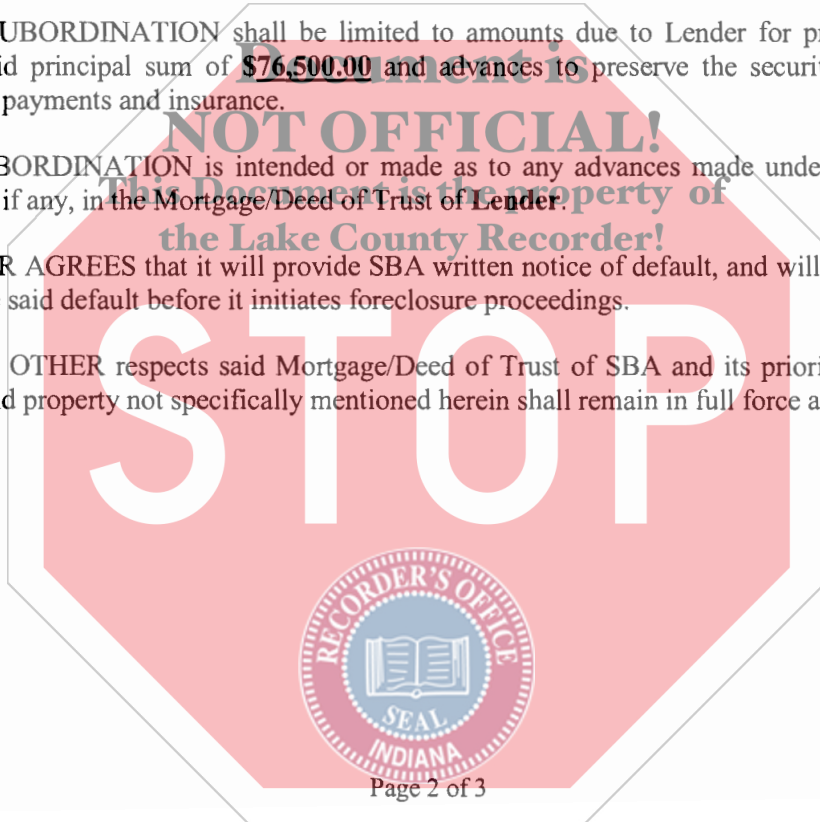 UBORDINATION shall be limited to amounts due to Lender for pr
id principal sum of $76,500.00 and advances to preserve the securit
payments and insurance.
Document is
NOT OFFICIAL!
BORDINATION is intended or made as to any advances made unde
if any, in the Mortgage/Deed of Trust of Lender.
This Document is the property of
the Lake County Recorder!
R AGREES that it will provide SBA written notice of default, and will
said default before it initiates foreclosure proceedings.
STOP
OTHER respects said Mortgage/Deed of Trust of SBA and its priori
d property not specifically mentioned herein shall remain in full force a
RECORDER'S OFFICE
SEAL
INDIANA
Page 2 of 3